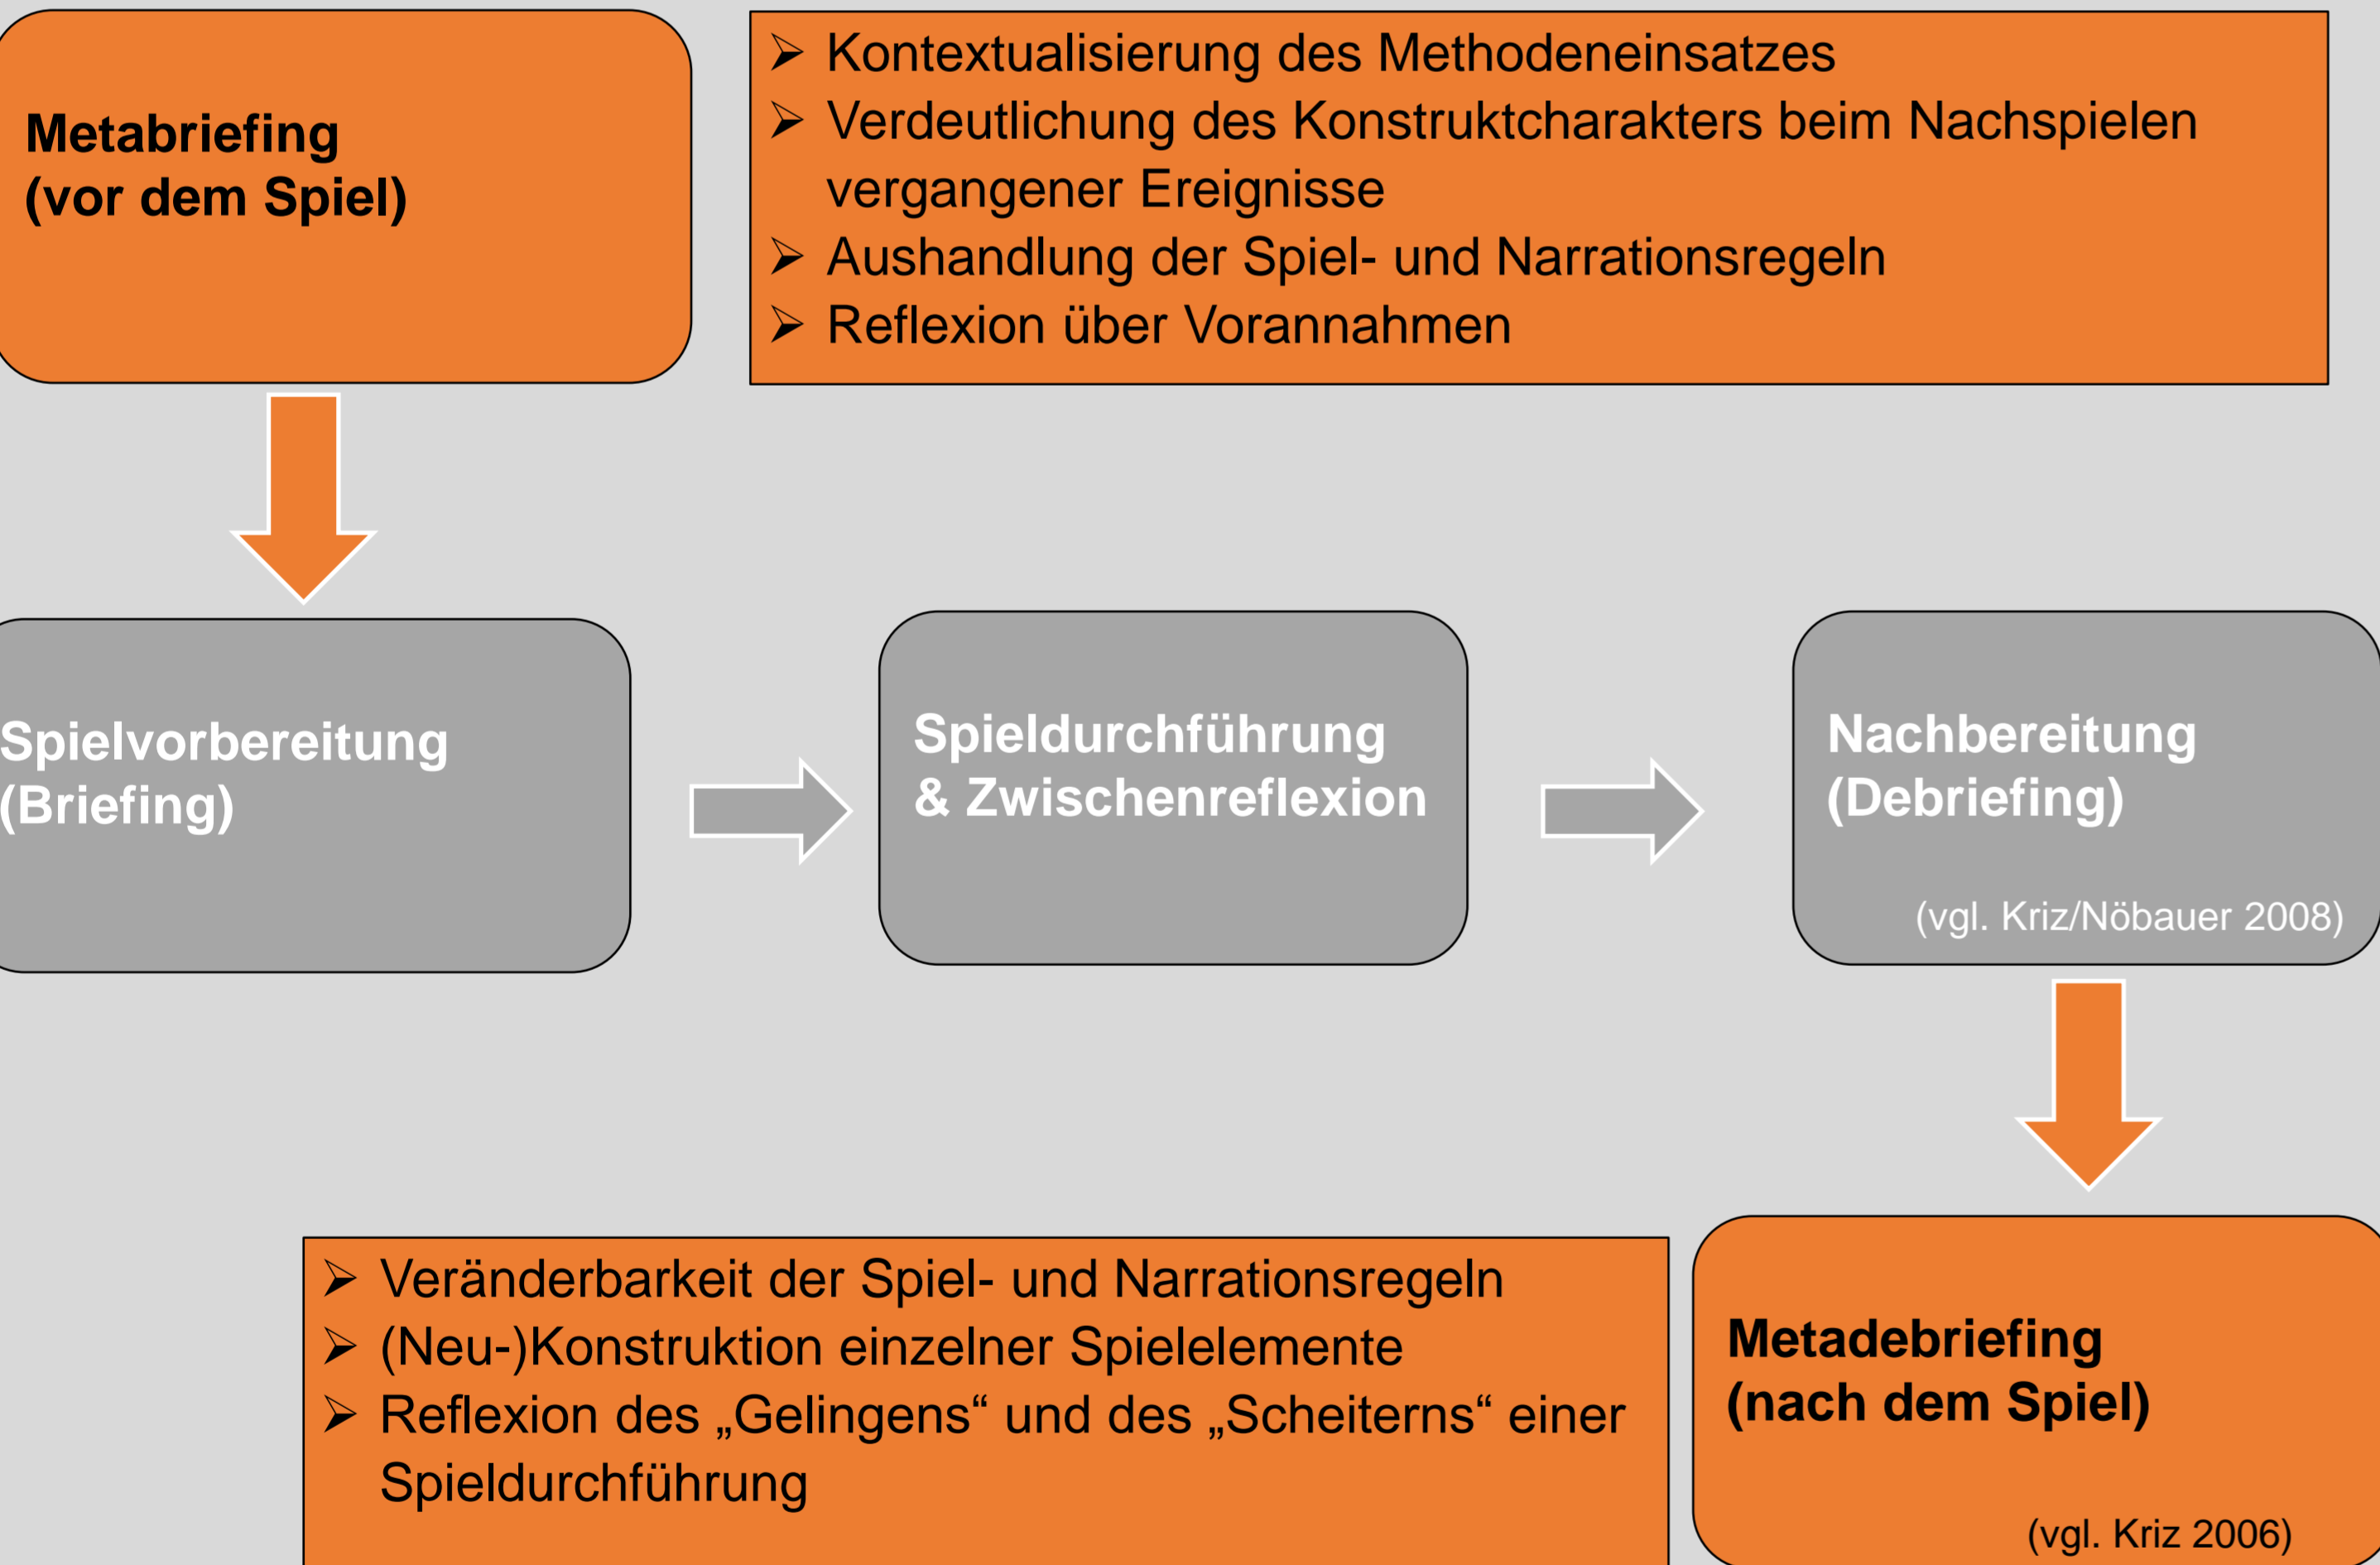 Metabriefing
(vor dem Spiel)
➢ Kontextualisierung des Methodeneinsatzes
➢ Verdeutlichung des Konstruktcharakters beim Nachspielen
vergangener Ereignisse
➢ Aushandlung der Spiel- und Narrationsregeln
➢ Reflexion über Vorannahmen
Spielvorbereitung
(Briefing)
Spieldurchführung
& Zwischenreflexion
Nachbereitung
(Debriefing)
(vgl. Kriz/Nöbauer 2008)
➢ Veränderbarkeit der Spiel- und Narrationsregeln
➢ (Neu-)Konstruktion einzelner Spielelemente
➢ Reflexion des „Gelingens“ und des „Scheiterns“ einer
Spieldurchführung
Metadebriefing
(nach dem Spiel)
(vgl. Kriz 2006)